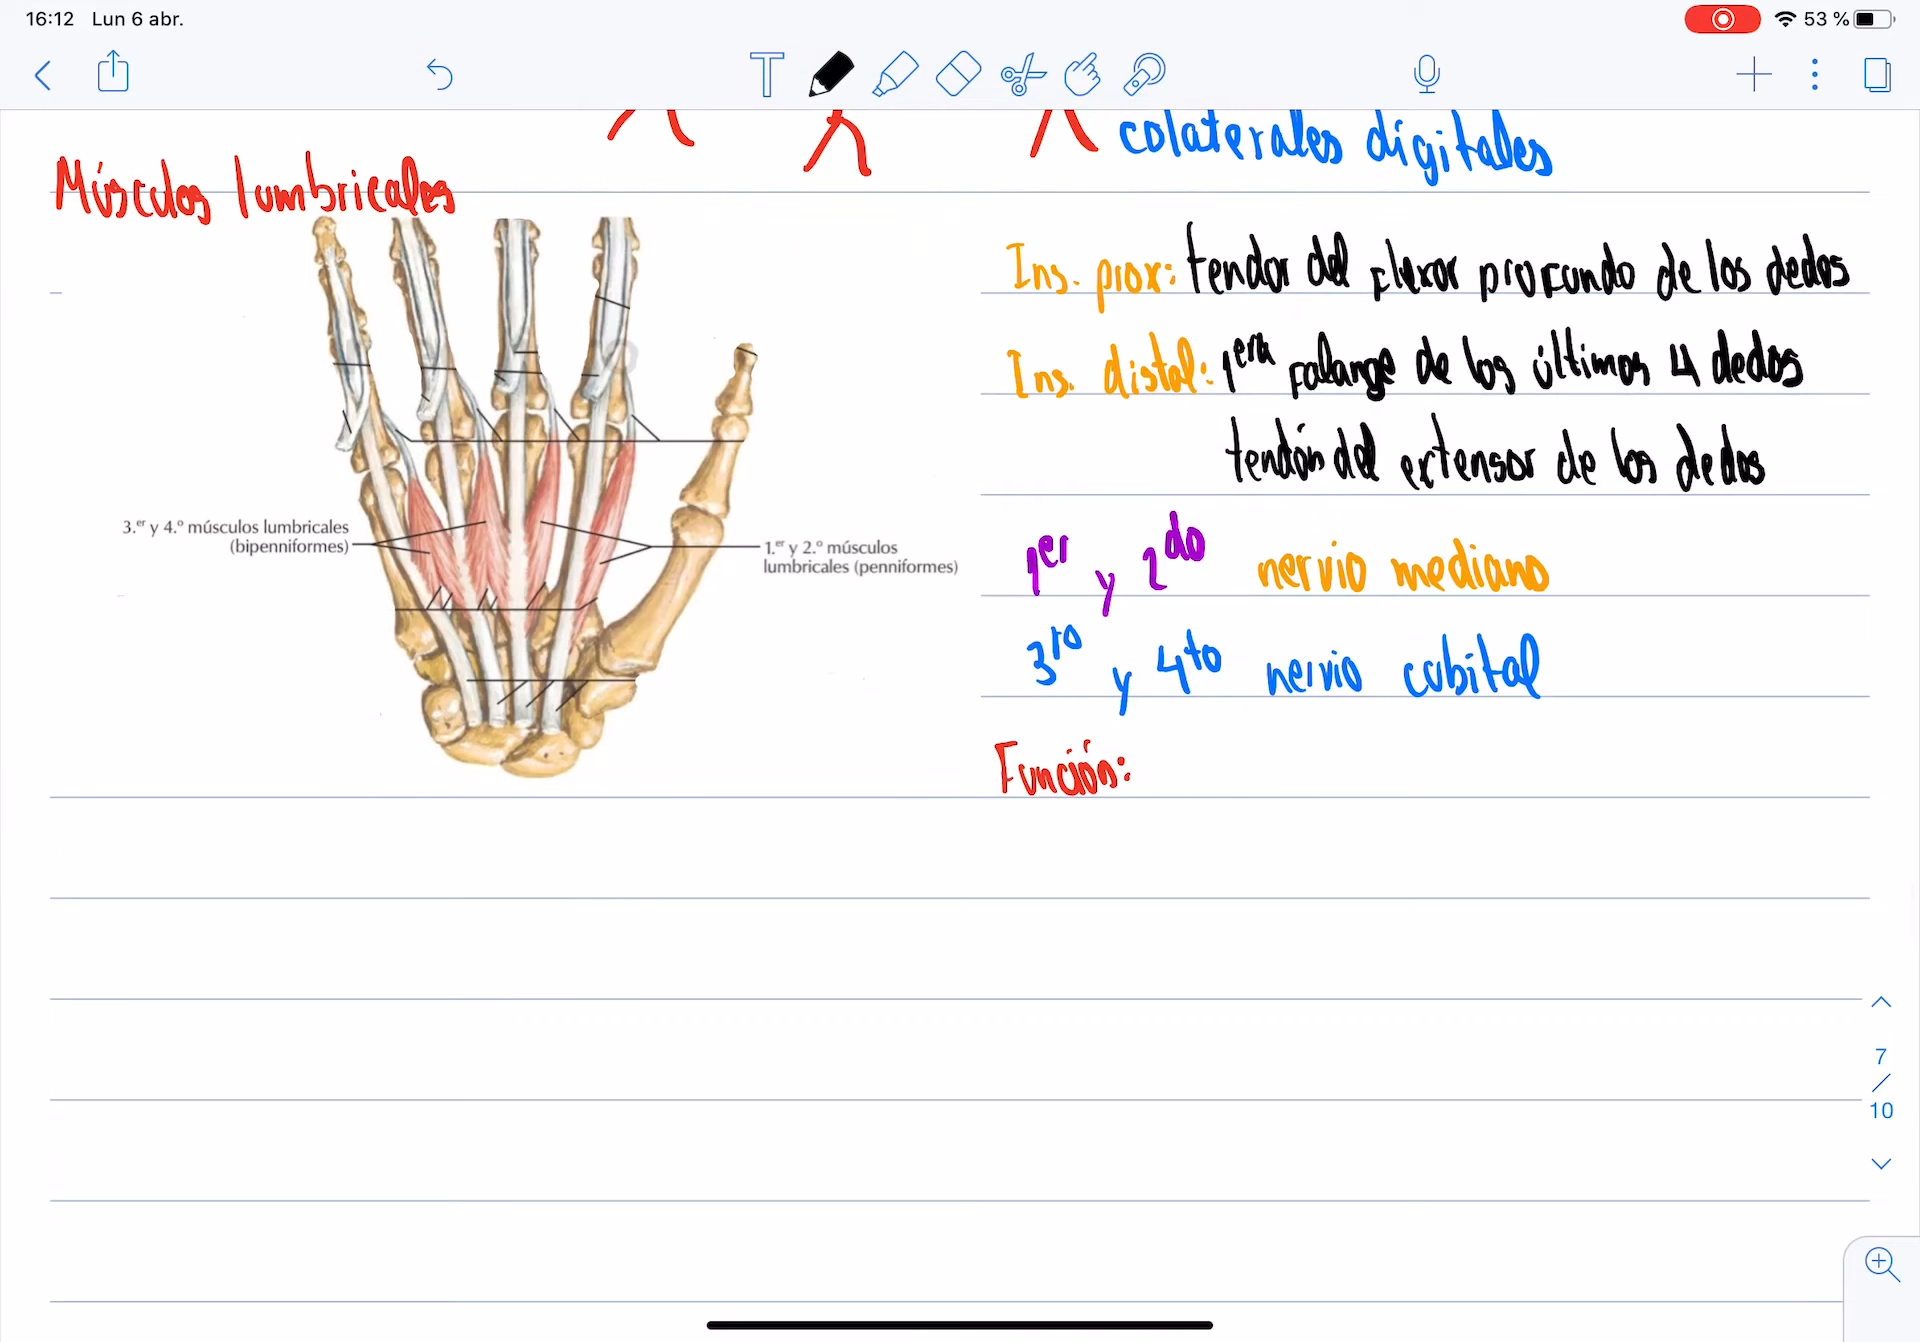 16:12 Lun 6 abr. 53 %
colaterales digitales
Músculos lumbricales
Ins. prox: tendor del flexor profundo de los dedos
Ins. distal: 1era falange de los últimos 4 dedos
tendón del extensor de los dedos
3.er y 4.º músculos lumbricales
(bipenniformes)
1.er y 2.º músculos
lumbricales (penniformes)
1er y 2do nervio mediano
3ro y 4to nervio cubital
Función:
7
/
10